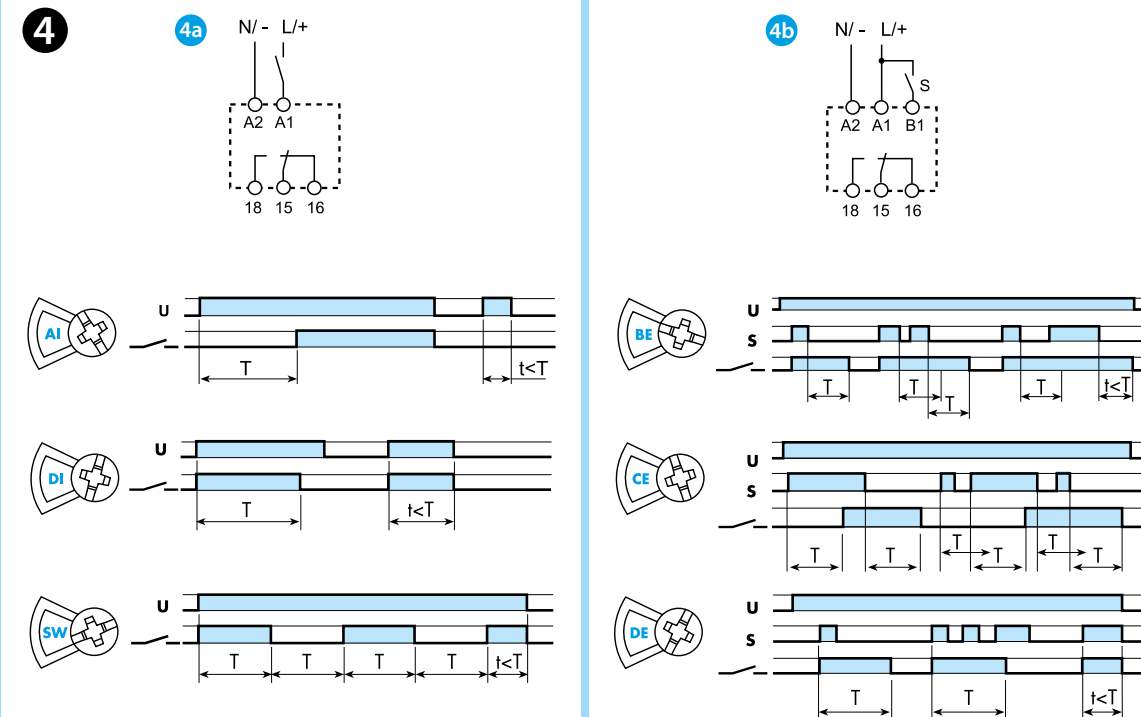 4
4a
N/ - L/+
A2 A1
18 15 16
AI
U
T
t<T
DI
U
T
t<T
SW
U
T T T T t<T
4b
N/ - L/+
S
A2 A1 B1
18 15 16
BE
U
S
T T T T t<T
CE
U
S
T T T T T T
DE
U
S
T T t<T